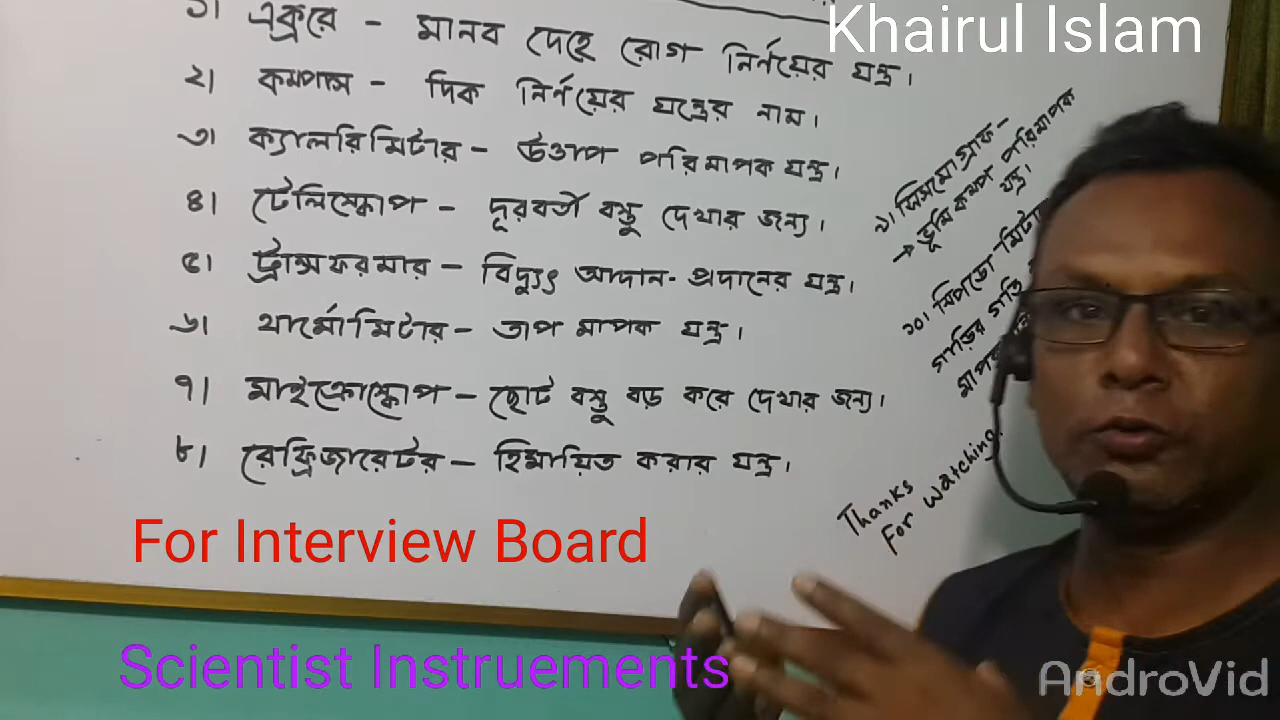 Khairul Islam
১। এক্সরে - মানব দেহে রোগ নির্ণয়ের যন্ত্র।
২। কম্পাস - দিক নির্ণয়ের যন্ত্রের নাম।
৩। ক্যালরিমিটার - উত্তাপ পরিমাপক যন্ত্র।
৪। টেলিস্কোপ - দূরবর্তী বস্তু দেখার জন্য।
৫। ট্রান্সফরমার - বিদ্যুৎ আদান-প্রদানের যন্ত্র।
৬। থার্মোমিটার - তাপ মাপক যন্ত্র।
৭। মাইক্রোস্কোপ - ছোট বস্তু বড় করে দেখার জন্য।
৮। রেফ্রিজারেটর - হিমায়িত করার যন্ত্র।
৯। সিসমোগ্রাফ -
→ ভূমি কম্প পরিমাপক
যন্ত্র।
১০। স্পিডো মিটার
গাড়ির গতি
Thanks
For watching.
For Interview Board
Scientist Instruements
AndroVid